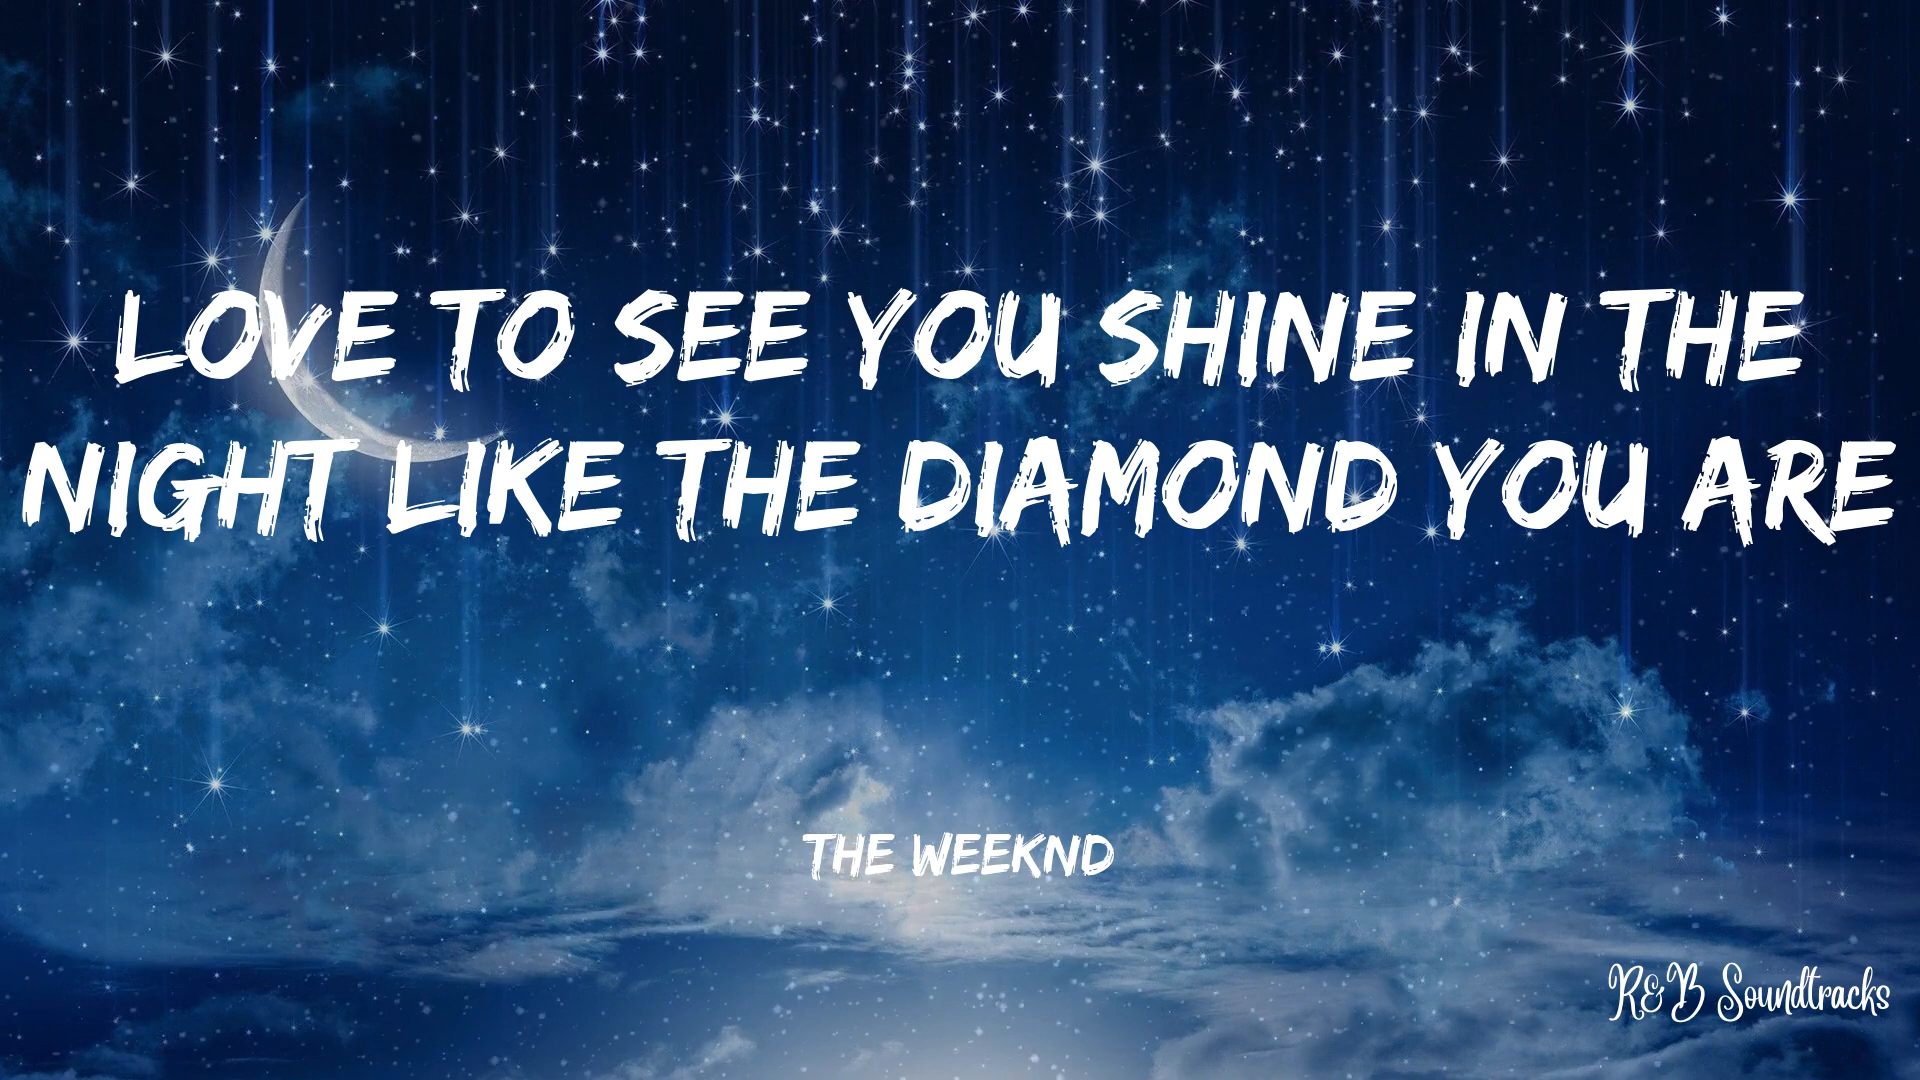 LOVE TO SEE YOU SHINE IN THE
NIGHT LIKE THE DIAMOND YOU ARE
THE WEEKND
R&B Soundtracks